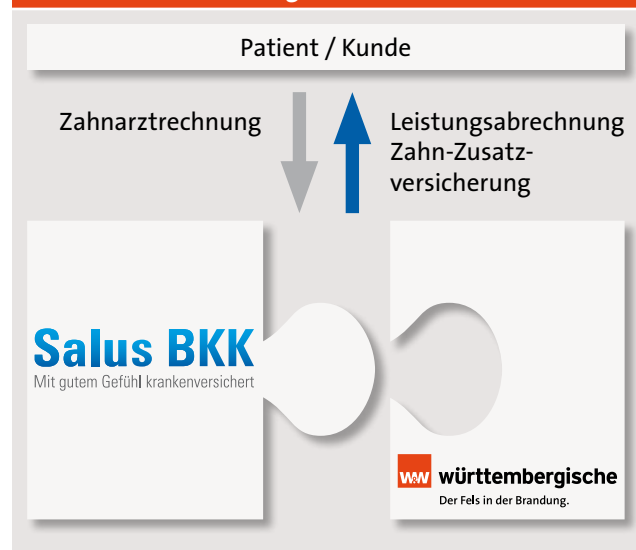 Patient / Kunde
Zahnarztrechnung
Leistungsabrechnung
Zahn-Zusatz-
versicherung
Salus BKK
Mit gutem Gefühl krankenversichert
W&W württembergische
Der Fels in der Brandung.